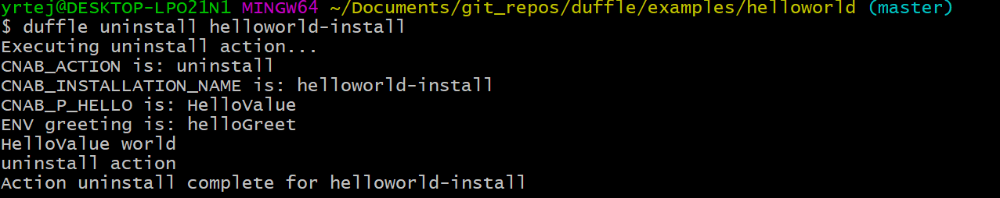 yrtej@DESKTOP-LPO21N1 MINGW64 ~/Documents/git_repos/duffle/examples/helloworld (master)
$ duffle uninstall helloworld-install
Executing uninstall action...
CNAB_ACTION is: uninstall
CNAB_INSTALLATION_NAME is: helloworld-install
CNAB_P_HELLO is: HelloValue
ENV greeting is: helloGreet
HelloValue world
uninstall action
Action uninstall complete for helloworld-install